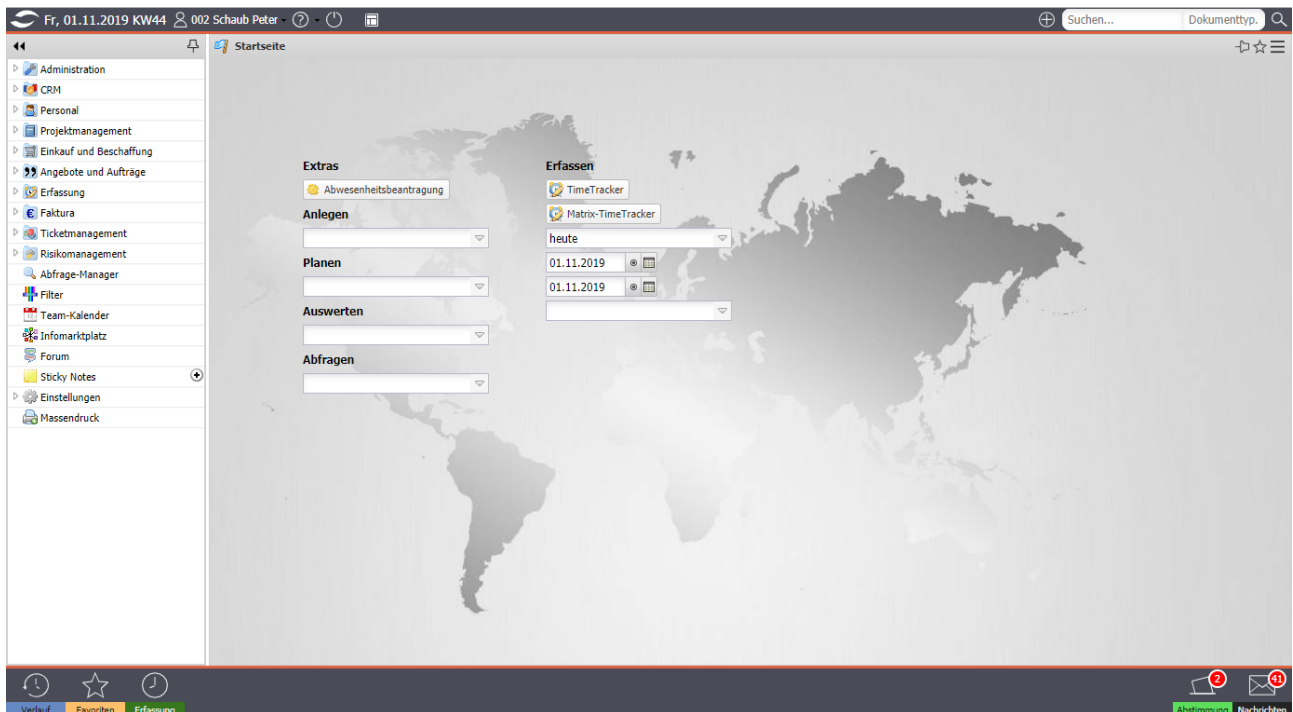 Fr, 01.11.2019 KW44 002 Schaub Peter
Suchen... Dokumenttyp.
Startseite
Administration
CRM
Personal
Projektmanagement
Einkauf und Beschaffung
Angebote und Aufträge
Erfassung
Faktura
Ticketmanagement
Risikomanagement
Abfrage-Manager
Filter
Team-Kalender
Infomarktplatz
Forum
Sticky Notes
Einstellungen
Massendruck
Extras
Abwesenheitsbeantragung
Anlegen
Planen
Auswerten
Abfragen
Erfassen
TimeTracker
Matrix-TimeTracker
heute
01.11.2019
01.11.2019
Verlauf Favoriten Erfassung
2
41
Abstimmung Nachrichten